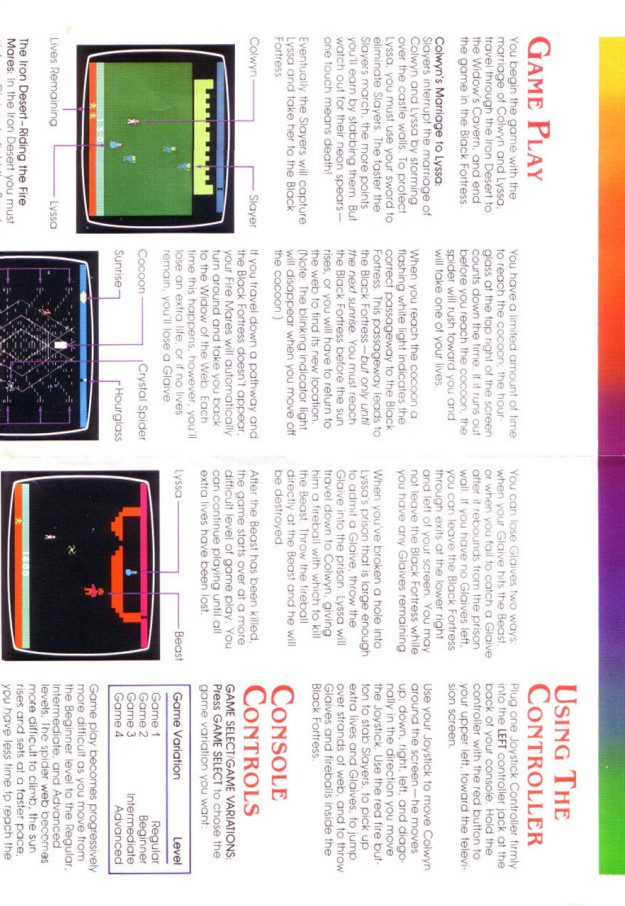 GAME PLAY
You begin the game with the
marriage of Colwyn and Lyssa,
travel through the Iron Desert to
the Widow's Cavern, and end
the game in the Black Fortress
Colwyn's Marriage to Lyssa:
Slayers interrupt the marriage of
Colwyn and Lyssa by storming
over the castle walls. To protect
Lyssa, you must use your sword to
eliminate Slayers. The faster the
Slayers march, the more points
you'll earn by stabbing them. But
watch out for their neon spears—
one touch means death!
Eventually the Slayers will capture
Lyssa and take her to the Black
Fortress
Colwyn
Slayer
Lives Remaining
Lyssa
The Iron Desert-Riding the Fire
Mares: In the Iron Desert you must
You have a limited amount of time
to reach the cocoon; the hour-
glass at the top right of the screen
counts down the time. If it runs out
before you reach the cocoon, the
spider will rush toward you and
will take one of your lives.
When you reach the cocoon a
flashing white light indicates the
correct passageway to the Black
Fortress. This passageway leads to
the Black Fortress—but only until
the next sunrise. You must reach
the Black Fortress before the sun
rises, or you will have to return to
the web to find its new location.
(Note: The blinking indicator light
will disappear when you move off
the cocoon.)
If you travel down a pathway and
the Black Fortress doesn't appear,
your Fire Mares will automatically
turn around and take you back
to the Widow of the Web. Each
time this happens, however, you'll
lose an extra life, or if no lives
remain, you'll lose a Glaive.
Crystal Spider
Cocoon
Hourglass
Sunrise
You can lose Glaives two ways:
when your Glaive hits the Beast,
or when you fail to catch a Glaive
after it rebounds from the prison
wall. If you have no Glaives left,
you can leave the Black Fortress
through exits at the lower right
and left of your screen. You may
not leave the Black Fortress while
you have any Glaives remaining
When you've broken a hole into
Lyssa's prison that is large enough
to admit a Glaive, throw the
Glaive into the prison. Lyssa will
travel down to Colwyn, giving
him a fireball with which to kill
the Beast. Throw the fireball
directly at the Beast and he will
be destroyed.
After the Beast has been killed,
the game starts over at a more
difficult level of game play. You
can continue playing until all
extra lives have been lost.
Lyssa
Beast
USING THE
CONTROLLER
Plug one Joystick Controller firmly
into the LEFT controller jack at the
back of your console. Hold the
controller with the red button to
your upper left, toward the televi-
sion screen.
Use your Joystick to move Colwyn
around the screen—he moves
up, down, right, left, and diago-
nally in the direction you move
the Joystick. Use the red fire but-
ton to stab Slayers, to pick up
extra lives and Glaives, to jump
over strands of web, and to throw
Glaives and fireballs inside the
Black Fortress.
CONSOLE
CONTROLS
GAME SELECT/GAME VARIATIONS:
Press GAME SELECT to chose the
game variation you want:
Game Variation Level
Game 1 Regular
Game 2 Beginner
Game 3 Intermediate
Game 4 Advanced
Game play becomes progressively
more difficult as you move from
the Beginner level to the Regular,
Intermediate, and Advanced
levels. The spider web becomes
more difficult to climb, the sun
rises and sets at a faster pace,
you have less time to reach the